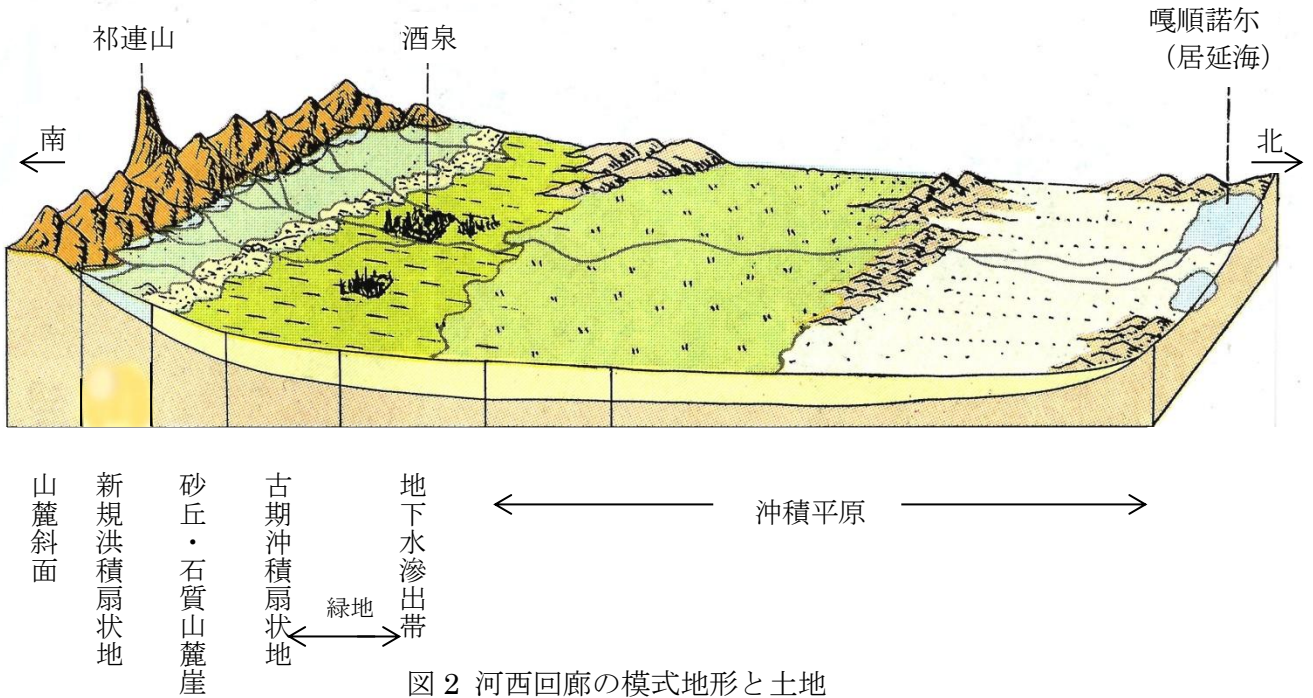 祁連山
酒泉
嘎順諾尓
（居延海）
南
北
山麓斜面
新規洪積扇状地
砂丘・石質山麓崖
古期沖積扇状地
緑地
地下水滲出帯
沖積平原
図 2 河西回廊の模式地形と土地